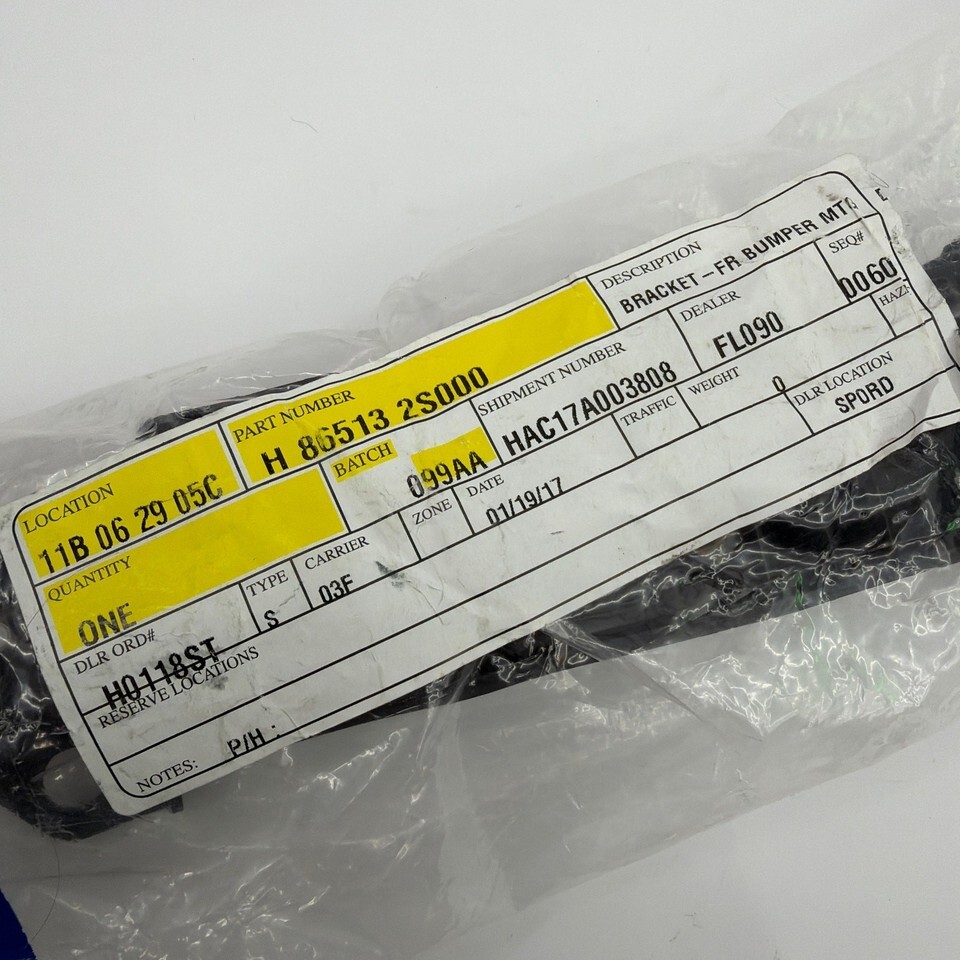 LOCATION
11B 06 29 05C
PART NUMBER
H 86513 2S000
DESCRIPTION
BRACKET-FR BUMPER MTG
QUANTITY
ONE
BATCH
099AA
SHIPMENT NUMBER
HAC17A003808
DEALER
FL090
SEQ#
0060
DLR ORD#
H0118ST
TYPE
S
CARRIER
03F
ZONE
DATE
01/19/17
TRAFFIC
WEIGHT
0
DLR LOCATION
SPORD
RESERVE LOCATIONS
NOTES:
P/H :